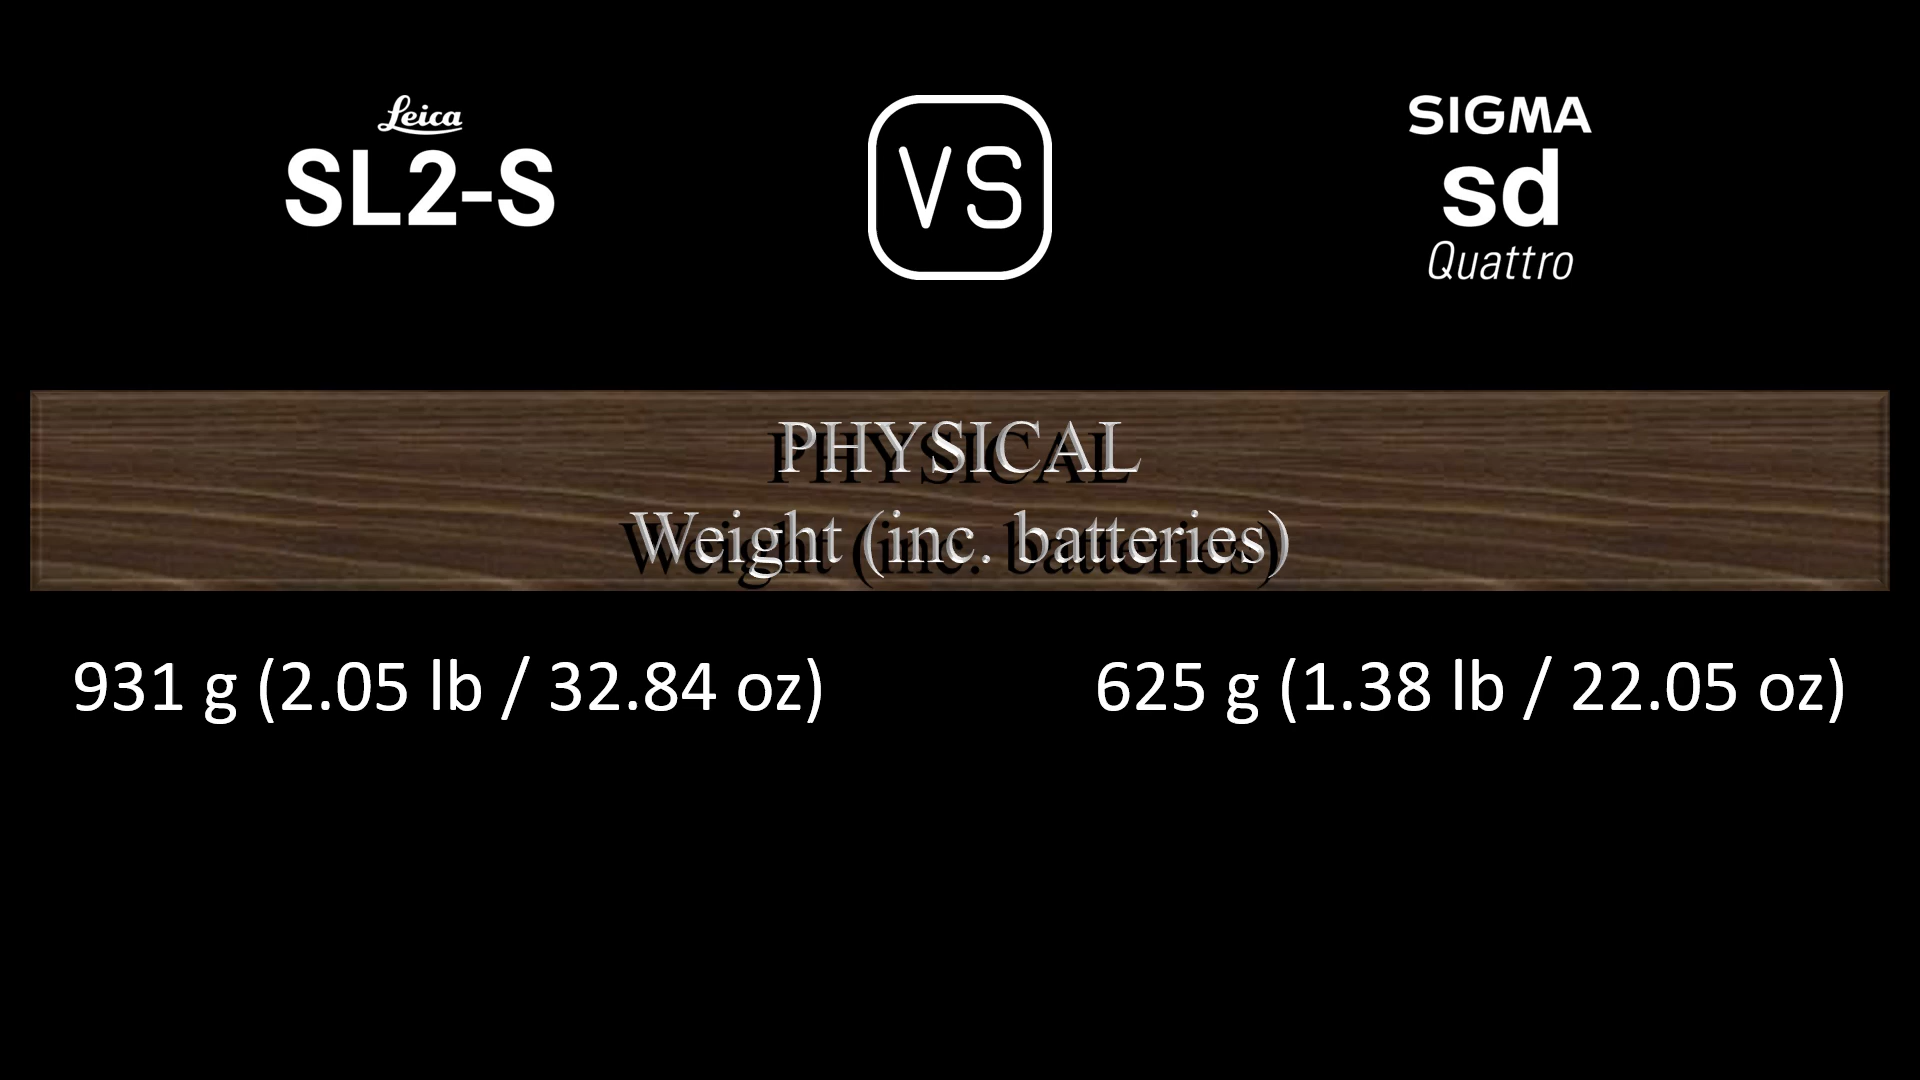 Leica
SL2-S
VS
SIGMA
sd
Quattro
PHYSICAL
Weight (inc. batteries)
931 g (2.05 lb / 32.84 oz)
625 g (1.38 lb / 22.05 oz)